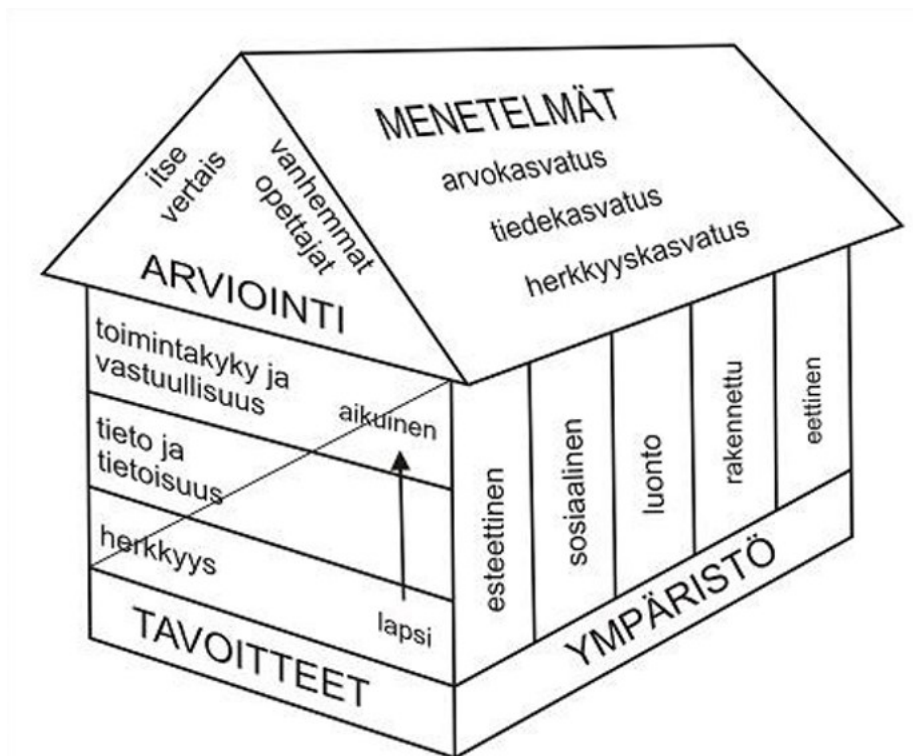 MENETELMÄT
arvokasvatus
tiedekasvatus
herkkyyskasvatus
itse
vertais
vanhemmat
opettajat
ARVIOINTI
toimintakyky ja
vastuullisuus
aikuinen
tieto ja
tietoisuus
herkkyys
lapsi
TAVOITTEET
esteettinen
sosiaalinen
luonto
rakennettu
eettinen
YMPÄRISTÖ